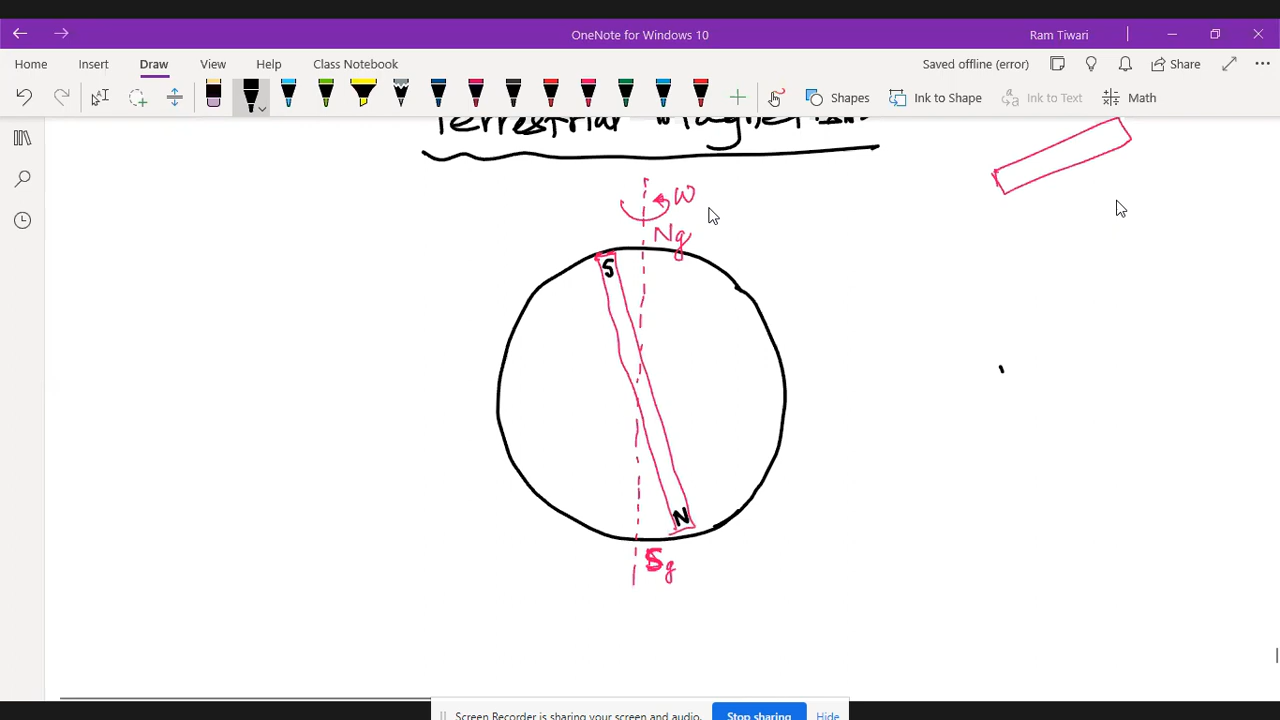 OneNote for Windows 10
Ram Tiwari
Home Insert Draw View Help Class Notebook
Saved offline (error) Share
Shapes Ink to Shape Ink to Text Math
Terrestrial Magnetism
W
Ng
S
N
Sg
Screen Recorder is sharing your screen and audio. Stop sharing Hide